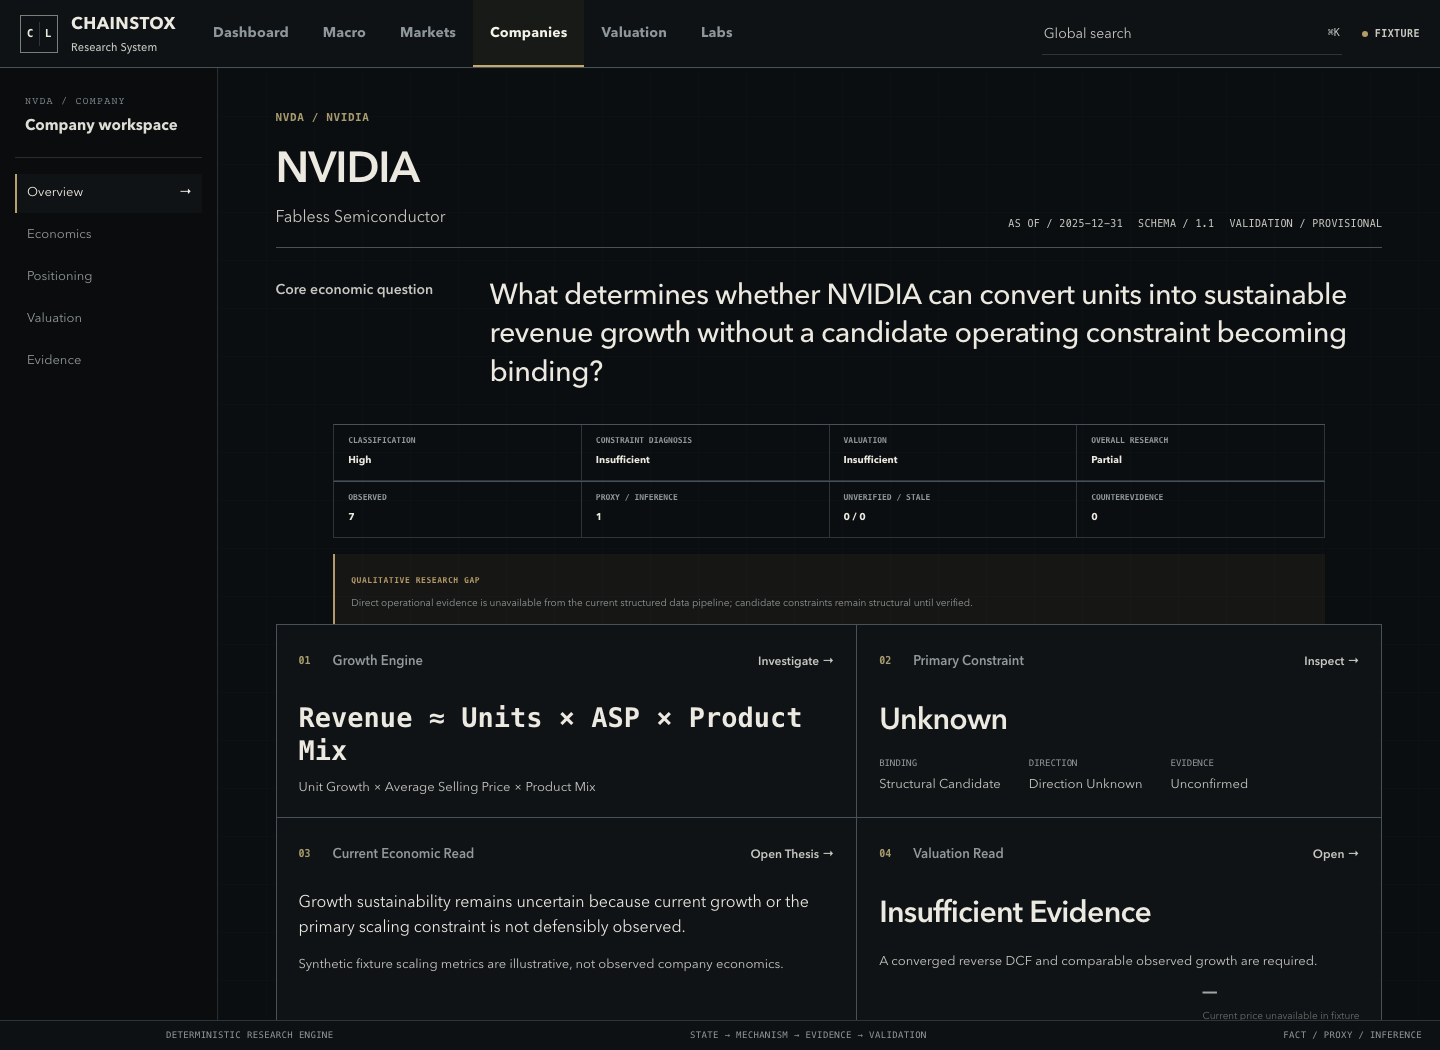 C L
CHAINSTOX
Research System
Dashboard Macro Markets Companies Valuation Labs
Global search ⌘K
FIXTURE
NVDA / COMPANY
Company workspace
Overview →
Economics
Positioning
Valuation
Evidence
NVDA / NVIDIA
NVIDIA
Fabless Semiconductor
AS OF / 2025-12-31 SCHEMA / 1.1 VALIDATION / PROVISIONAL
Core economic question
What determines whether NVIDIA can convert units into sustainable
revenue growth without a candidate operating constraint becoming
binding?
CLASSIFICATION CONSTRAINT DIAGNOSIS VALUATION OVERALL RESEARCH
High Insufficient Insufficient Partial
OBSERVED PROXY / INFERENCE UNVERIFIED / STALE COUNTEREVIDENCE
7 1 0 / 0 0
QUALITATIVE RESEARCH GAP
Direct operational evidence is unavailable from the current structured data pipeline; candidate constraints remain structural until verified.
01 Growth Engine Investigate →
Revenue ≈ Units × ASP × Product
Mix
Unit Growth × Average Selling Price × Product Mix
02 Primary Constraint Inspect →
Unknown
BINDING DIRECTION EVIDENCE
Structural Candidate Direction Unknown Unconfirmed
03 Current Economic Read Open Thesis →
Growth sustainability remains uncertain because current growth or the
primary scaling constraint is not defensibly observed.
Synthetic fixture scaling metrics are illustrative, not observed company economics.
04 Valuation Read Open →
Insufficient Evidence
A converged reverse DCF and comparable observed growth are required.
—
Current price unavailable in fixture
DETERMINISTIC RESEARCH ENGINE STATE → MECHANISM → EVIDENCE → VALIDATION FACT / PROXY / INFERENCE